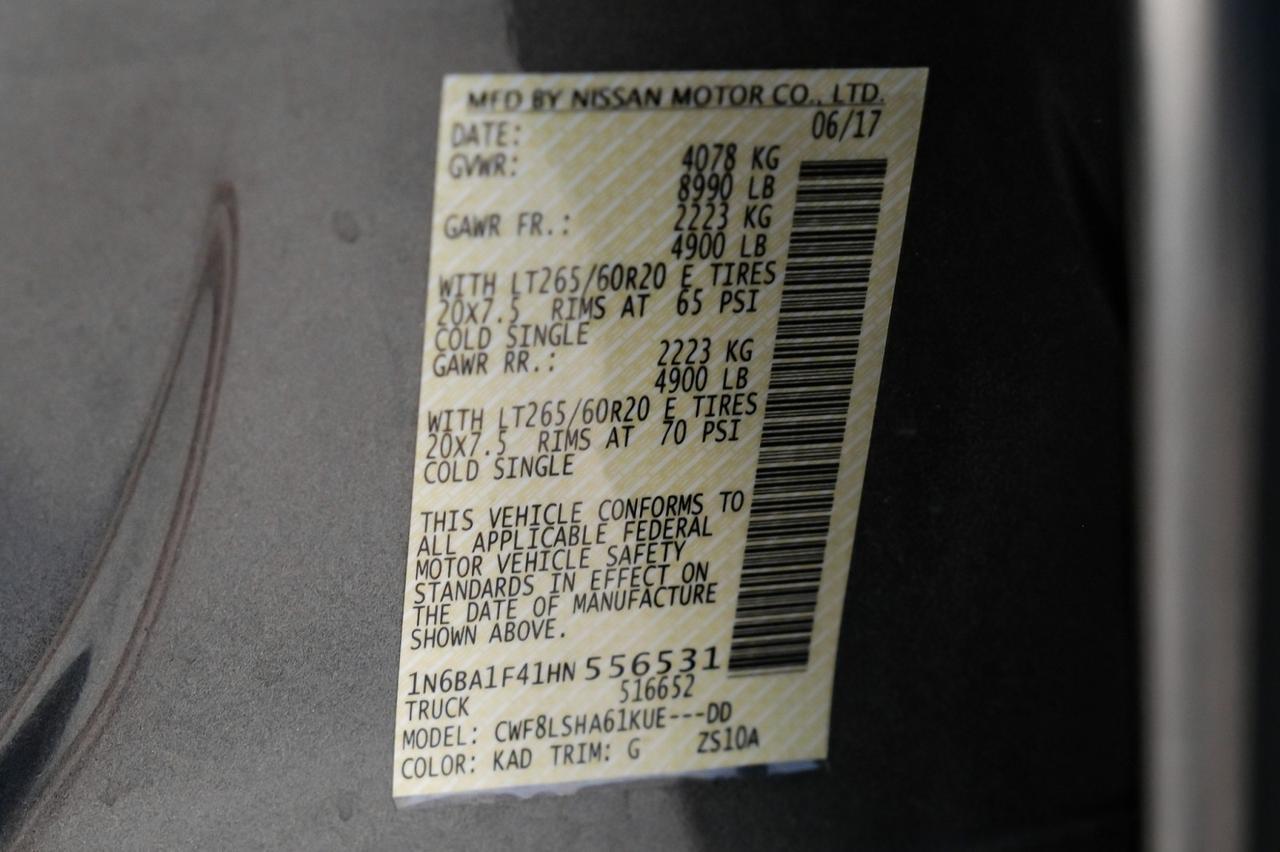 MFD BY NISSAN MOTOR CO., LTD.
DATE: 06/17
GVWR: 4078 KG
8990 LB
GAWR FR.: 2223 KG
4900 LB
WITH LT265/60R20 E TIRES
20X7.5 RIMS AT 65 PSI
COLD SINGLE
GAWR RR.: 2223 KG
4900 LB
WITH LT265/60R20 E TIRES
20X7.5 RIMS AT 70 PSI
COLD SINGLE
THIS VEHICLE CONFORMS TO
ALL APPLICABLE FEDERAL
MOTOR VEHICLE SAFETY
STANDARDS IN EFFECT ON
THE DATE OF MANUFACTURE
SHOWN ABOVE.
1N6BA1F41HN556531
TRUCK 516652
MODEL: CWF8LSHA61KUE---DD
COLOR: KAD TRIM: G ZS10A